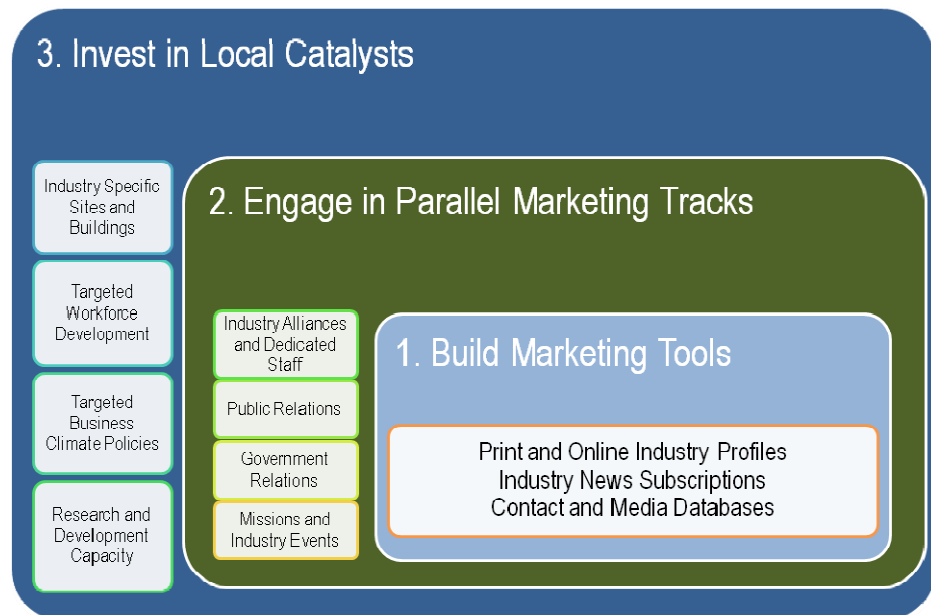 3. Invest in Local Catalysts
Industry Specific
Sites and
Buildings
Targeted
Workforce
Development
Targeted
Business
Climate Policies
Research and
Development
Capacity
2. Engage in Parallel Marketing Tracks
Industry Alliances
and Dedicated
Staff
Public Relations
Government
Relations
Missions and
Industry Events
1. Build Marketing Tools
Print and Online Industry Profiles
Industry News Subscriptions
Contact and Media Databases